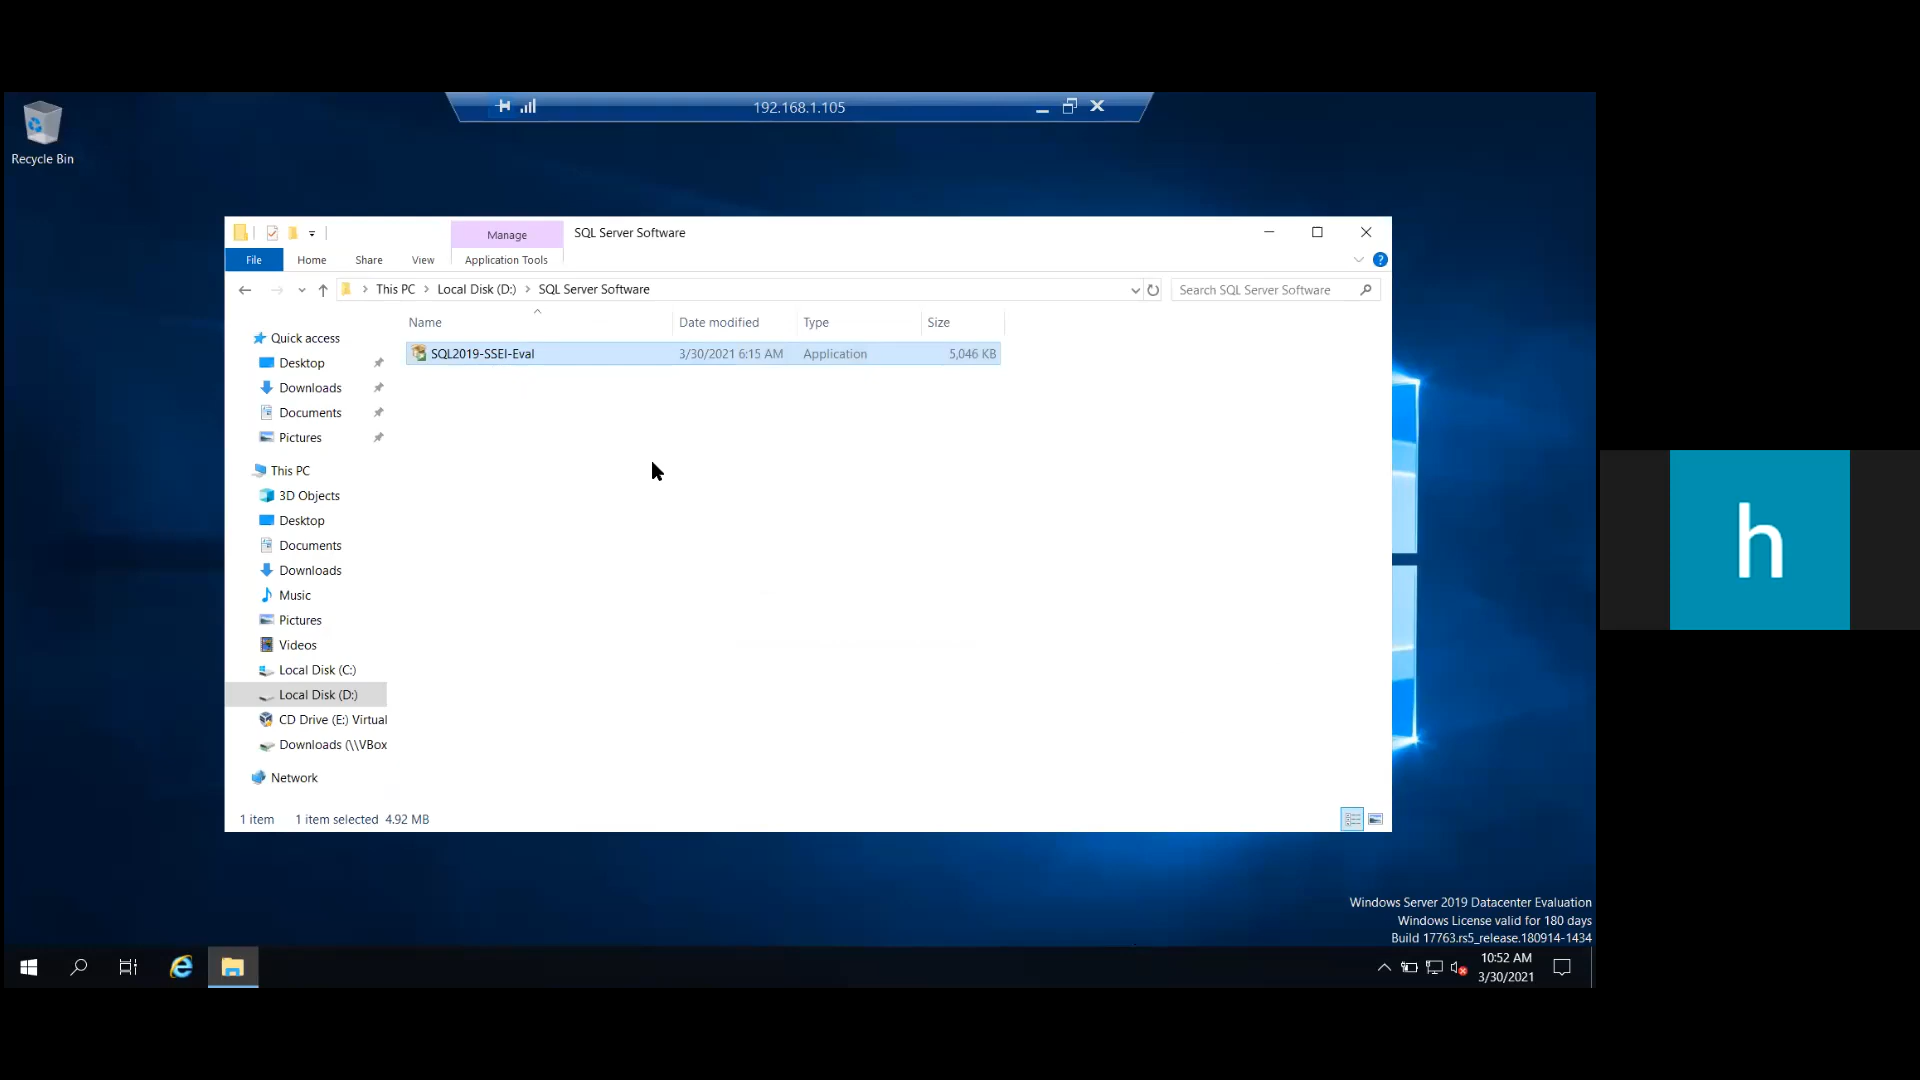 192.168.1.105
Recycle Bin
Manage
SQL Server Software
File
Home
Share
View
Application Tools
This PC
Local Disk (D:)
SQL Server Software
Search SQL Server Software
Name
Date modified
Type
Size
SQL2019-SSEI-Eval
3/30/2021 6:15 AM
Application
5,046 KB
Quick access
Desktop
Downloads
Documents
Pictures
This PC
3D Objects
Desktop
Documents
Downloads
Music
Pictures
Videos
Local Disk (C:)
Local Disk (D:)
CD Drive (E:) Virtual
Downloads (\\VBox
Network
1 item
1 item selected 4.92 MB
h
Windows Server 2019 Datacenter Evaluation
Windows License valid for 180 days
Build 17763.rs5_release.180914-1434
10:52 AM
3/30/2021